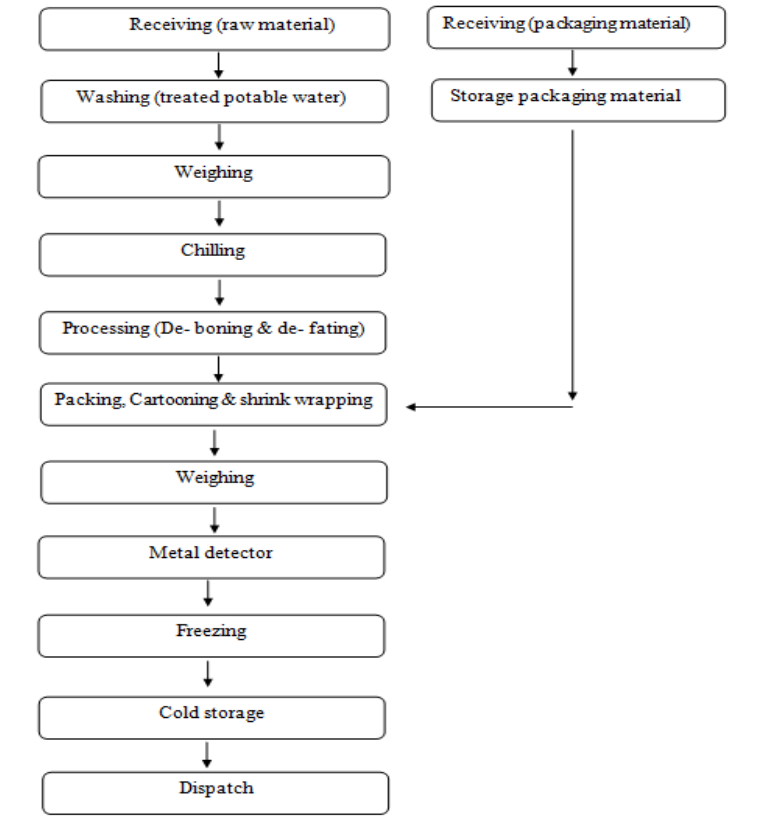 Receiving (raw material)
Receiving (packaging material)
Washing (treated potable water)
Storage packaging material
Weighing
Chilling
Processing (De- boning & de- fating)
Packing, Cartooning & shrink wrapping
Weighing
Metal detector
Freezing
Cold storage
Dispatch